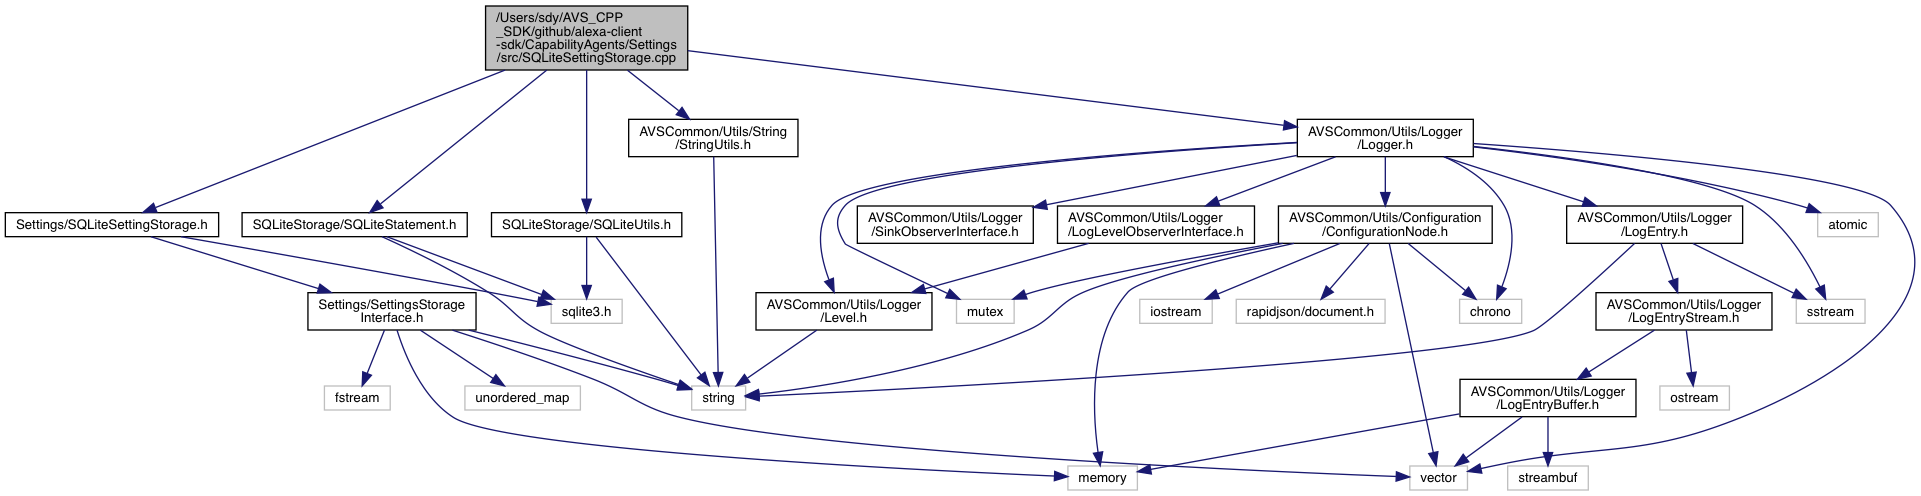 /Users/sdy/AVS_CPP
_SDK/github/alexa-client
-sdk/CapabilityAgents/Settings
/src/SQLiteSettingStorage.cpp
AVSCommon/Utils/String
/StringUtils.h
AVSCommon/Utils/Logger
/Logger.h
Settings/SQLiteSettingStorage.h
SQLiteStorage/SQLiteStatement.h
SQLiteStorage/SQLiteUtils.h
AVSCommon/Utils/Logger
/SinkObserverInterface.h
AVSCommon/Utils/Logger
/LogLevelObserverInterface.h
AVSCommon/Utils/Configuration
/ConfigurationNode.h
AVSCommon/Utils/Logger
/LogEntry.h
atomic
Settings/SettingsStorage
Interface.h
sqlite3.h
AVSCommon/Utils/Logger
/Level.h
mutex
iostream
rapidjson/document.h
chrono
AVSCommon/Utils/Logger
/LogEntryStream.h
sstream
fstream
unordered_map
string
AVSCommon/Utils/Logger
/LogEntryBuffer.h
ostream
memory
vector
streambuf